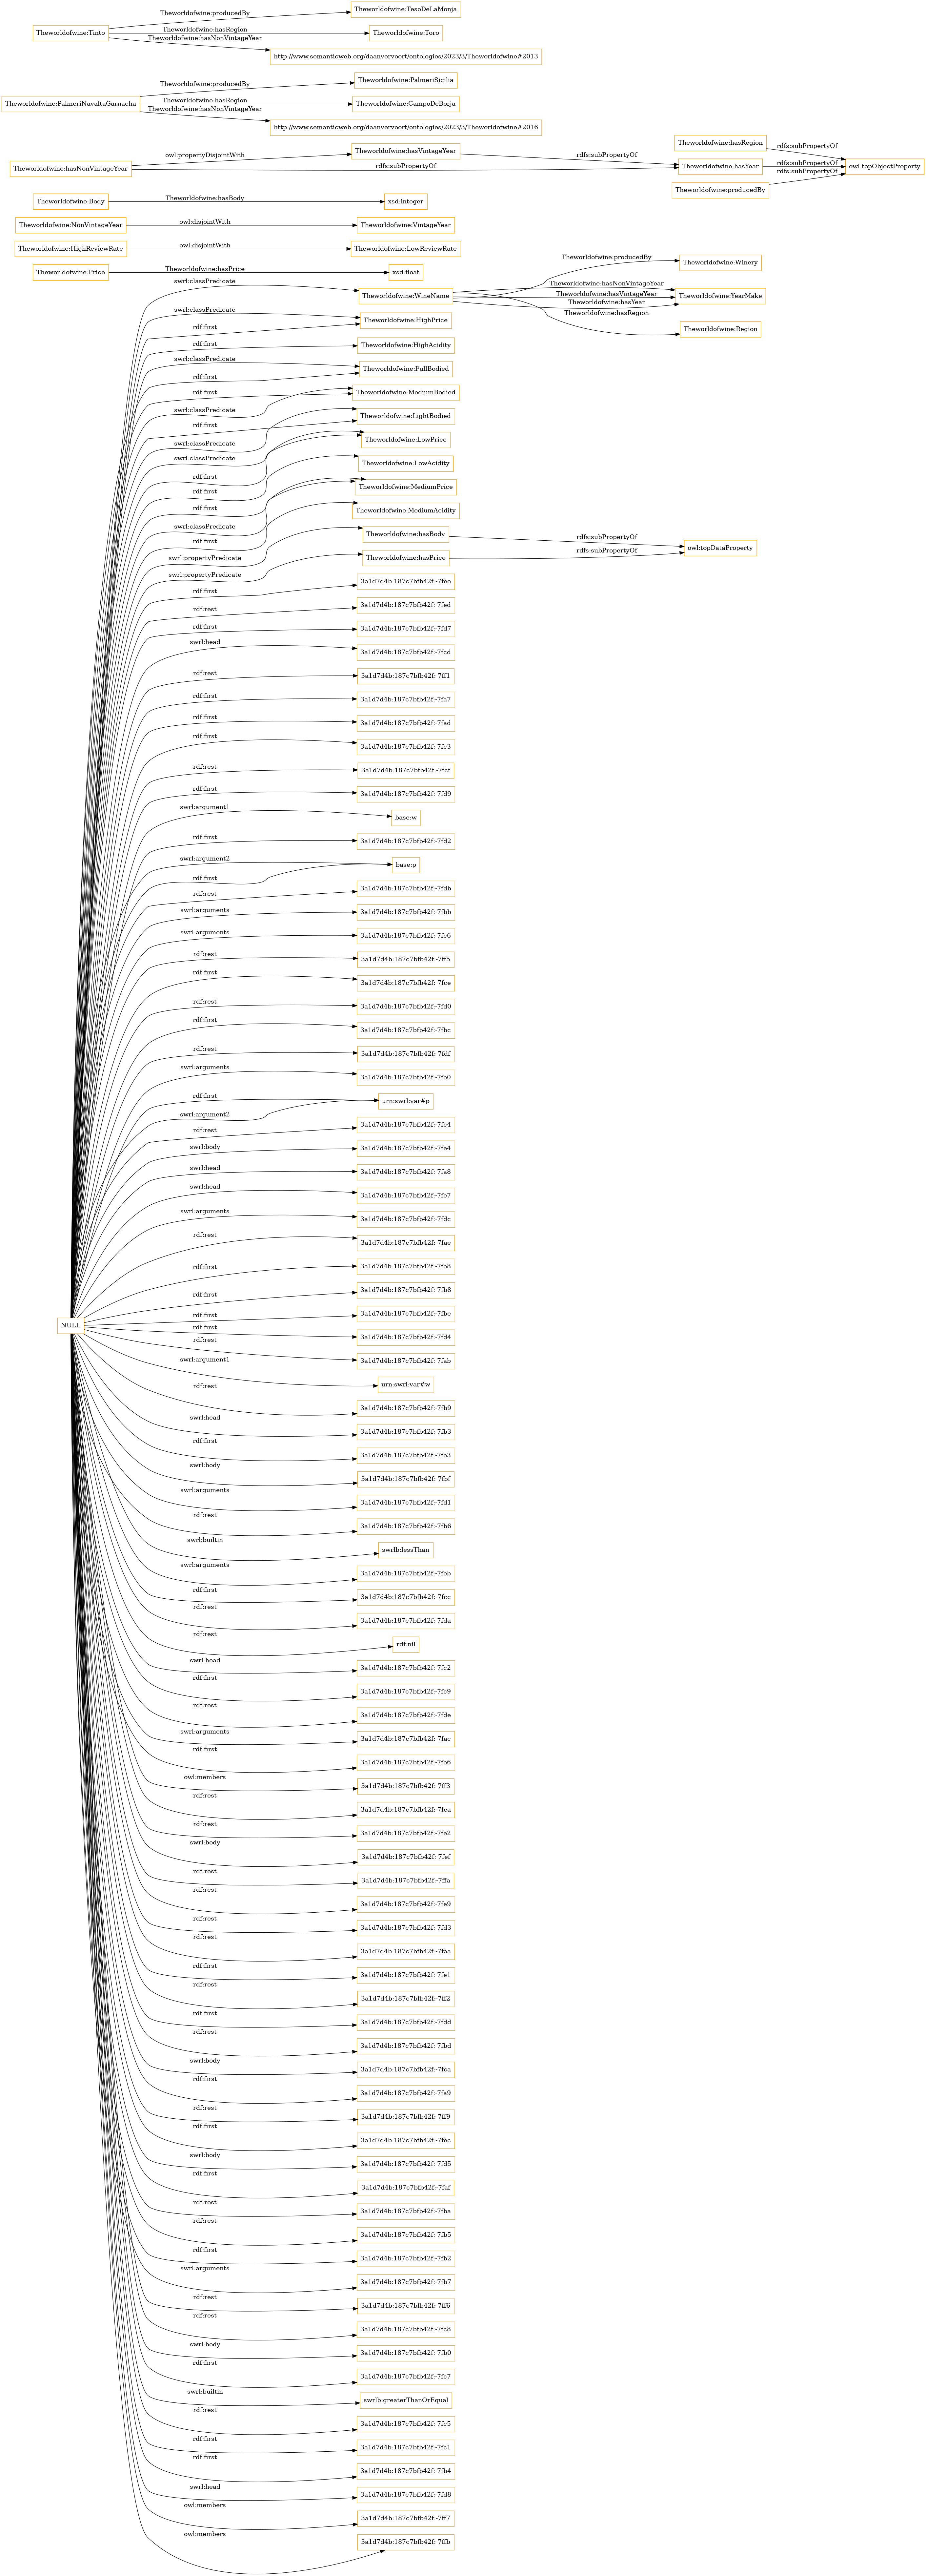 Theworldofwine:producedBy
Theworldofwine:TesoDeLaMonja
Theworldofwine:Tinto
Theworldofwine:hasRegion
Theworldofwine:Toro
Theworldofwine:hasNonVintageYear
http://www.semanticweb.org/daanvervoort/ontologies/2023/3/Theworldofwine#2013
Theworldofwine:producedBy
Theworldofwine:PalmeriSicilia
Theworldofwine:PalmeriNavaltaGarnacha
Theworldofwine:hasRegion
Theworldofwine:CampoDeBorja
Theworldofwine:hasNonVintageYear
http://www.semanticweb.org/daanvervoort/ontologies/2023/3/Theworldofwine#2016
Theworldofwine:hasRegion
rdfs:subPropertyOf
Theworldofwine:hasVintageYear
rdfs:subPropertyOf
owl:propertyDisjointWith
Theworldofwine:hasNonVintageYear
rdfs:subPropertyOf
Theworldofwine:hasYear
rdfs:subPropertyOf
owl:topObjectProperty
rdfs:subPropertyOf
Theworldofwine:producedBy
Theworldofwine:Body
Theworldofwine:hasBody
xsd:integer
Theworldofwine:NonVintageYear
owl:disjointWith
Theworldofwine:VintageYear
Theworldofwine:HighReviewRate
owl:disjointWith
Theworldofwine:LowReviewRate
Theworldofwine:Price
Theworldofwine:hasPrice
xsd:float
Theworldofwine:producedBy
Theworldofwine:Winery
swrl:classPredicate
Theworldofwine:WineName
Theworldofwine:hasNonVintageYear
Theworldofwine:hasVintageYear
Theworldofwine:YearMake
Theworldofwine:hasYear
Theworldofwine:hasRegion
Theworldofwine:Region
swrl:classPredicate
Theworldofwine:HighPrice
rdf:first
rdf:first
Theworldofwine:HighAcidity
swrl:classPredicate
Theworldofwine:FullBodied
rdf:first
rdf:first
Theworldofwine:MediumBodied
swrl:classPredicate
Theworldofwine:LightBodied
rdf:first
swrl:classPredicate
Theworldofwine:LowPrice
swrl:classPredicate
Theworldofwine:LowAcidity
rdf:first
rdf:first
Theworldofwine:MediumPrice
rdf:first
Theworldofwine:MediumAcidity
swrl:classPredicate
Theworldofwine:hasBody
rdfs:subPropertyOf
rdf:first
owl:topDataProperty
swrl:propertyPredicate
Theworldofwine:hasPrice
rdfs:subPropertyOf
swrl:propertyPredicate
rdf:first
3a1d7d4b:187c7bfb42f:-7fee
rdf:rest
3a1d7d4b:187c7bfb42f:-7fed
rdf:first
3a1d7d4b:187c7bfb42f:-7fd7
swrl:head
3a1d7d4b:187c7bfb42f:-7fcd
rdf:rest
3a1d7d4b:187c7bfb42f:-7ff1
rdf:first
3a1d7d4b:187c7bfb42f:-7fa7
rdf:first
3a1d7d4b:187c7bfb42f:-7fad
rdf:first
3a1d7d4b:187c7bfb42f:-7fc3
rdf:rest
3a1d7d4b:187c7bfb42f:-7fcf
rdf:first
3a1d7d4b:187c7bfb42f:-7fd9
swrl:argument1
base:w
rdf:first
3a1d7d4b:187c7bfb42f:-7fd2
swrl:argument2
base:p
rdf:first
rdf:rest
3a1d7d4b:187c7bfb42f:-7fdb
swrl:arguments
3a1d7d4b:187c7bfb42f:-7fbb
swrl:arguments
3a1d7d4b:187c7bfb42f:-7fc6
rdf:rest
3a1d7d4b:187c7bfb42f:-7ff5
rdf:first
3a1d7d4b:187c7bfb42f:-7fce
rdf:rest
3a1d7d4b:187c7bfb42f:-7fd0
rdf:first
3a1d7d4b:187c7bfb42f:-7fbc
rdf:rest
3a1d7d4b:187c7bfb42f:-7fdf
swrl:arguments
3a1d7d4b:187c7bfb42f:-7fe0
rdf:first
urn:swrl:var#p
swrl:argument2
rdf:rest
3a1d7d4b:187c7bfb42f:-7fc4
swrl:body
3a1d7d4b:187c7bfb42f:-7fe4
swrl:head
3a1d7d4b:187c7bfb42f:-7fa8
swrl:head
3a1d7d4b:187c7bfb42f:-7fe7
swrl:arguments
3a1d7d4b:187c7bfb42f:-7fdc
rdf:rest
3a1d7d4b:187c7bfb42f:-7fae
rdf:first
3a1d7d4b:187c7bfb42f:-7fe8
rdf:first
3a1d7d4b:187c7bfb42f:-7fb8
NULL
rdf:first
3a1d7d4b:187c7bfb42f:-7fbe
rdf:first
3a1d7d4b:187c7bfb42f:-7fd4
rdf:rest
3a1d7d4b:187c7bfb42f:-7fab
swrl:argument1
urn:swrl:var#w
rdf:rest
3a1d7d4b:187c7bfb42f:-7fb9
swrl:head
3a1d7d4b:187c7bfb42f:-7fb3
rdf:first
3a1d7d4b:187c7bfb42f:-7fe3
swrl:body
3a1d7d4b:187c7bfb42f:-7fbf
swrl:arguments
3a1d7d4b:187c7bfb42f:-7fd1
rdf:rest
3a1d7d4b:187c7bfb42f:-7fb6
swrl:builtin
swrlb:lessThan
swrl:arguments
3a1d7d4b:187c7bfb42f:-7feb
rdf:first
3a1d7d4b:187c7bfb42f:-7fcc
rdf:rest
3a1d7d4b:187c7bfb42f:-7fda
rdf:rest
rdf:nil
swrl:head
3a1d7d4b:187c7bfb42f:-7fc2
rdf:first
3a1d7d4b:187c7bfb42f:-7fc9
rdf:rest
3a1d7d4b:187c7bfb42f:-7fde
swrl:arguments
3a1d7d4b:187c7bfb42f:-7fac
rdf:first
3a1d7d4b:187c7bfb42f:-7fe6
owl:members
3a1d7d4b:187c7bfb42f:-7ff3
rdf:rest
3a1d7d4b:187c7bfb42f:-7fea
rdf:rest
3a1d7d4b:187c7bfb42f:-7fe2
swrl:body
3a1d7d4b:187c7bfb42f:-7fef
rdf:rest
3a1d7d4b:187c7bfb42f:-7ffa
rdf:rest
3a1d7d4b:187c7bfb42f:-7fe9
rdf:rest
3a1d7d4b:187c7bfb42f:-7fd3
rdf:rest
3a1d7d4b:187c7bfb42f:-7faa
rdf:first
3a1d7d4b:187c7bfb42f:-7fe1
rdf:rest
3a1d7d4b:187c7bfb42f:-7ff2
rdf:first
3a1d7d4b:187c7bfb42f:-7fdd
rdf:rest
3a1d7d4b:187c7bfb42f:-7fbd
swrl:body
3a1d7d4b:187c7bfb42f:-7fca
rdf:first
3a1d7d4b:187c7bfb42f:-7fa9
rdf:rest
3a1d7d4b:187c7bfb42f:-7ff9
rdf:first
3a1d7d4b:187c7bfb42f:-7fec
swrl:body
3a1d7d4b:187c7bfb42f:-7fd5
rdf:first
3a1d7d4b:187c7bfb42f:-7faf
rdf:rest
3a1d7d4b:187c7bfb42f:-7fba
rdf:rest
3a1d7d4b:187c7bfb42f:-7fb5
rdf:first
3a1d7d4b:187c7bfb42f:-7fb2
swrl:arguments
3a1d7d4b:187c7bfb42f:-7fb7
rdf:rest
3a1d7d4b:187c7bfb42f:-7ff6
rdf:rest
3a1d7d4b:187c7bfb42f:-7fc8
swrl:body
3a1d7d4b:187c7bfb42f:-7fb0
rdf:first
3a1d7d4b:187c7bfb42f:-7fc7
swrl:builtin
swrlb:greaterThanOrEqual
rdf:rest
3a1d7d4b:187c7bfb42f:-7fc5
rdf:first
3a1d7d4b:187c7bfb42f:-7fc1
rdf:first
3a1d7d4b:187c7bfb42f:-7fb4
swrl:head
3a1d7d4b:187c7bfb42f:-7fd8
owl:members
3a1d7d4b:187c7bfb42f:-7ff7
owl:members
3a1d7d4b:187c7bfb42f:-7ffb